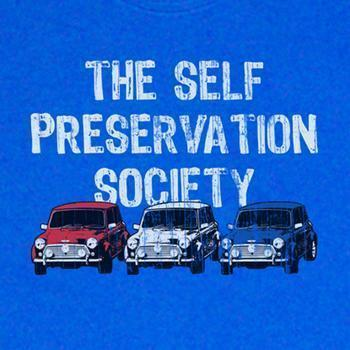 THE SELF
PRESERVATION
SOCIETY